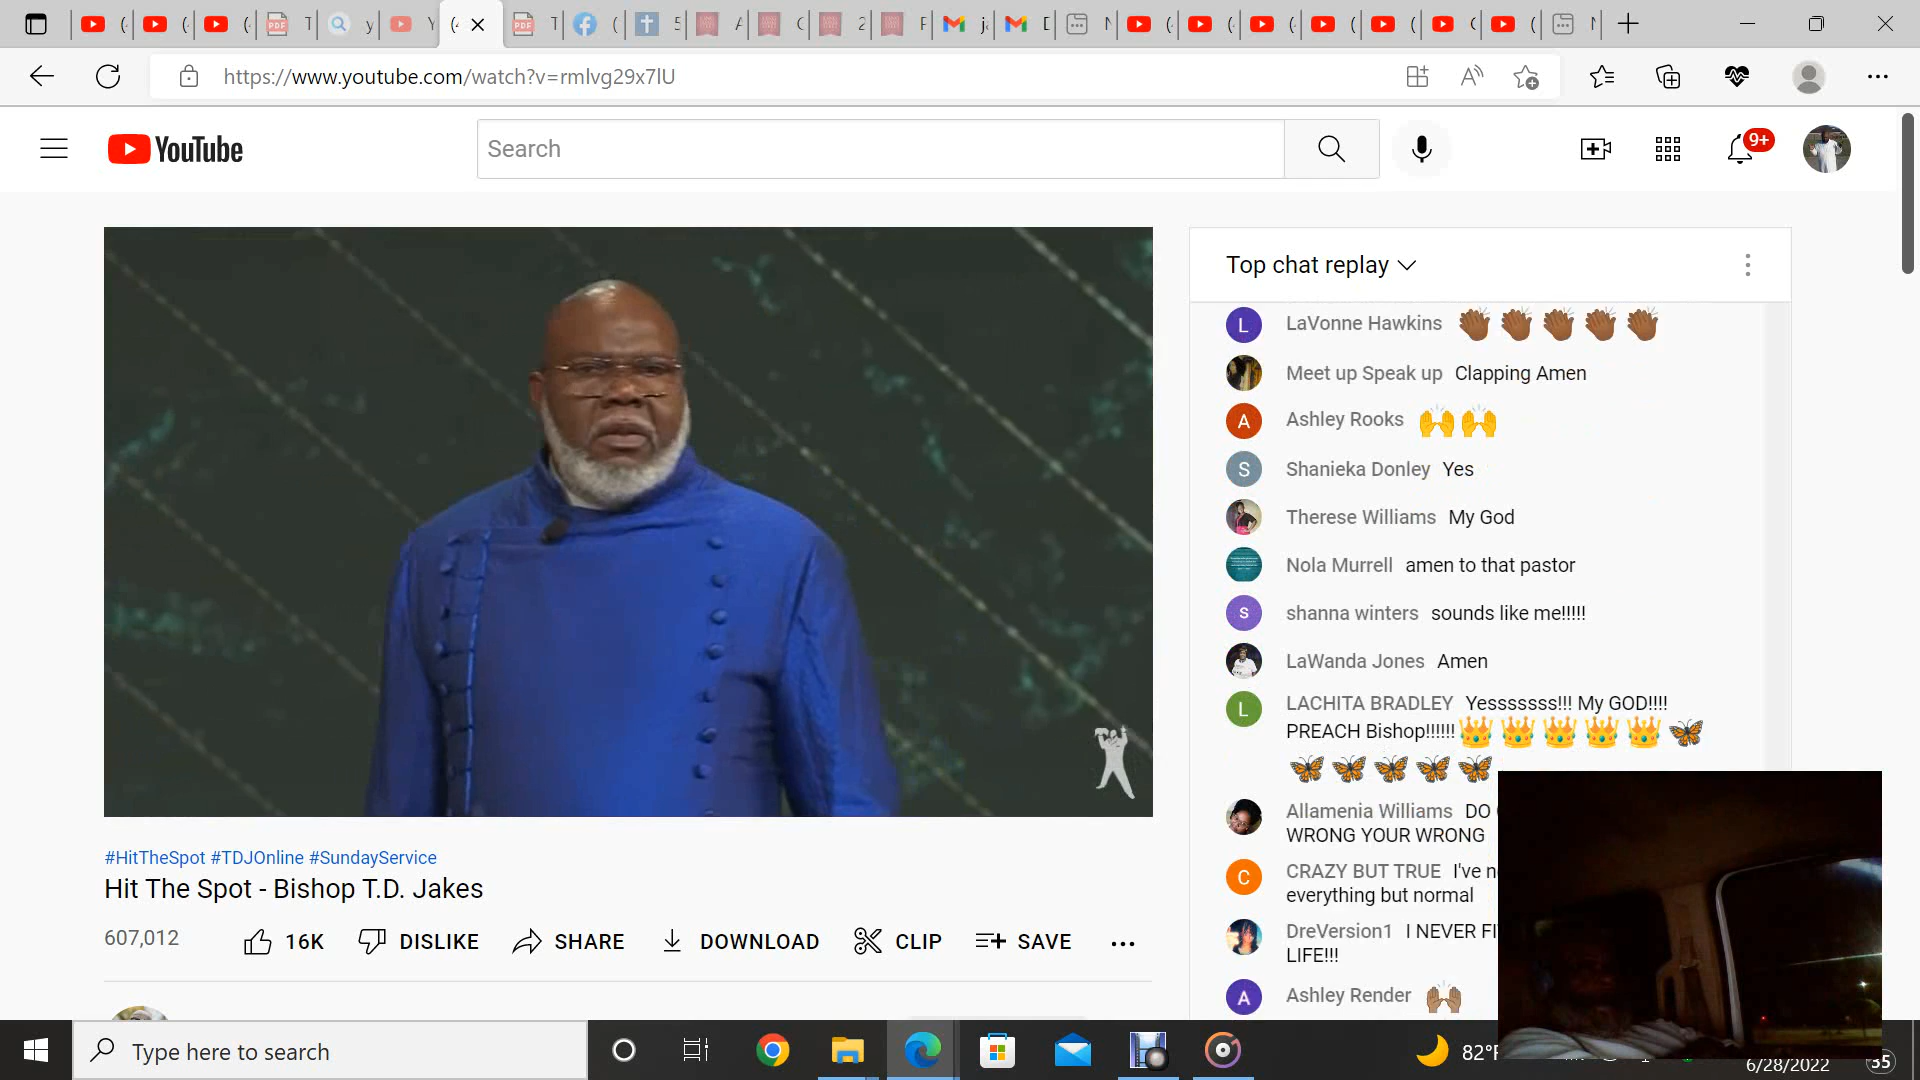 https://www.youtube.com/watch?v=rmlvg29x7lU
YouTube
Search
9+
Top chat replay
L LaVonne Hawkins
Meet up Speak up Clapping Amen
A Ashley Rooks
S Shanieka Donley Yes
Therese Williams My God
Nola Murrell amen to that pastor
s shanna winters sounds like me!!!!!
LaWanda Jones Amen
L LACHITA BRADLEY Yesssssss!!! My GOD!!!!
PREACH Bishop!!!!!!
Allamenia Williams DO
WRONG YOUR WRONG
C CRAZY BUT TRUE I've n
everything but normal
DreVersion1 I NEVER FI
LIFE!!!
A Ashley Render
#HitTheSpot #TDJOnline #SundayService
Hit The Spot - Bishop T.D. Jakes
607,012
16K DISLIKE SHARE DOWNLOAD CLIP SAVE
Type here to search
82°F
6/28/2022
35